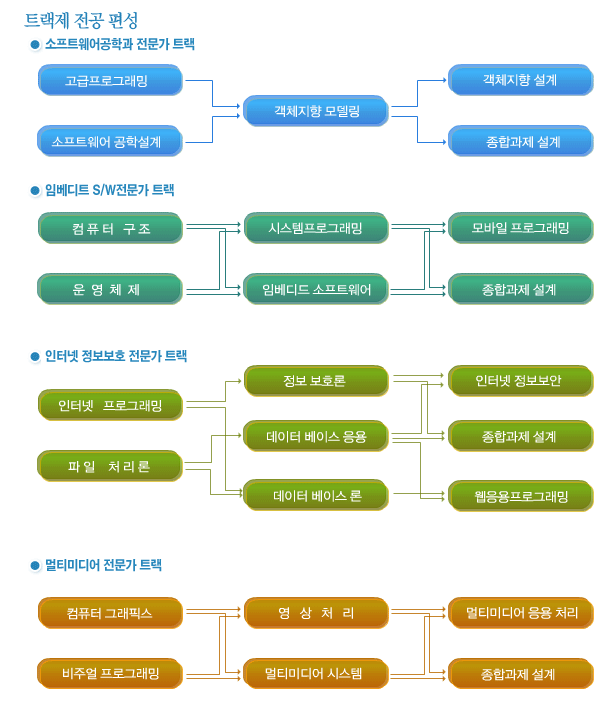 트랙제 전공 편성
소프트웨어공학과 전문가 트랙
고급프로그래밍
객체지향 모델링
객체지향 설계
소프트웨어 공학설계
종합과제 설계
임베디트 S/W전문가 트랙
컴퓨터 구조
시스템프로그래밍
모바일 프로그래밍
운영체제
임베디드 소프트웨어
종합과제 설계
인터넷 정보보호 전문가 트랙
인터넷 프로그래밍
정보 보호론
인터넷 정보보안
데이터 베이스 응용
종합과제 설계
파일 처리론
데이터 베이스 론
웹응용프로그래밍
멀티미디어 전문가 트랙
컴퓨터 그래픽스
영상 처리
멀티미디어 응용 처리
비주얼 프로그래밍
멀티미디어 시스템
종합과제 설계